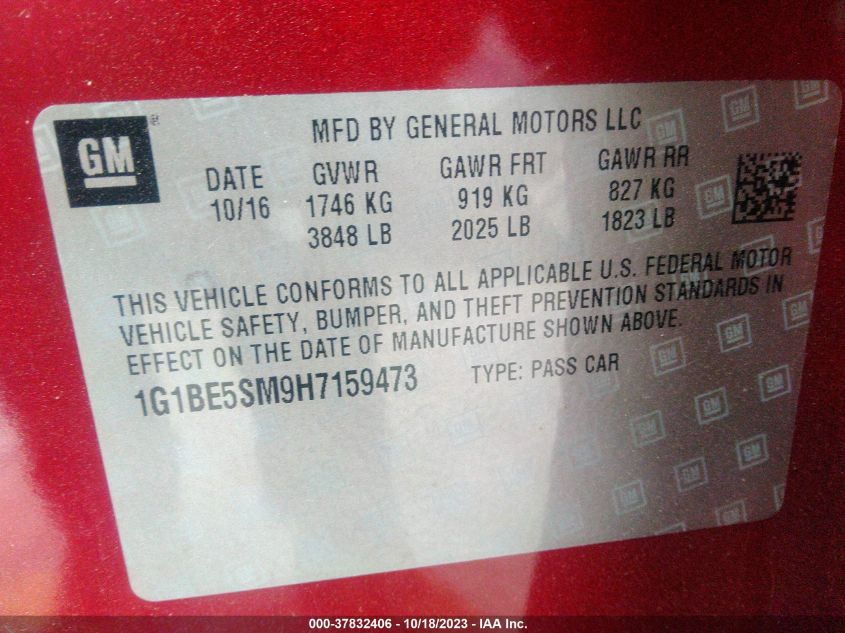 GM®
MFD BY GENERAL MOTORS LLC
DATE GVWR GAWR FRT GAWR RR
10/16 1746 KG 919 KG 827 KG
3848 LB 2025 LB 1823 LB
THIS VEHICLE CONFORMS TO ALL APPLICABLE U.S. FEDERAL MOTOR
VEHICLE SAFETY, BUMPER, AND THEFT PREVENTION STANDARDS IN
EFFECT ON THE DATE OF MANUFACTURE SHOWN ABOVE.
1G1BE5SM9H7159473 TYPE: PASS CAR
000-37832406 - 10/18/2023 - IAA Inc.